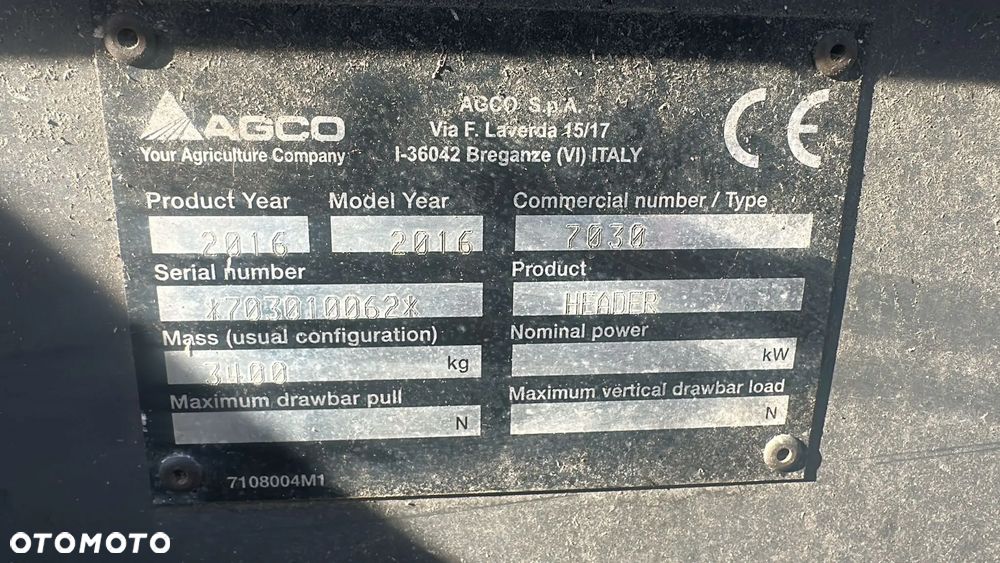 AGCO
Your Agriculture Company
AGCO S.p.A.
Via F. Laverda 15/17
I-36042 Breganze (VI) ITALY
CE
Product Year
Model Year
Commercial number / Type
2016
2016
7030
Serial number
Product
*703010062*
HEADER
Mass (usual configuration)
Nominal power
3400 kg
kW
Maximum drawbar pull
Maximum vertical drawbar load
N
N
7108004M1
OTOMOTO